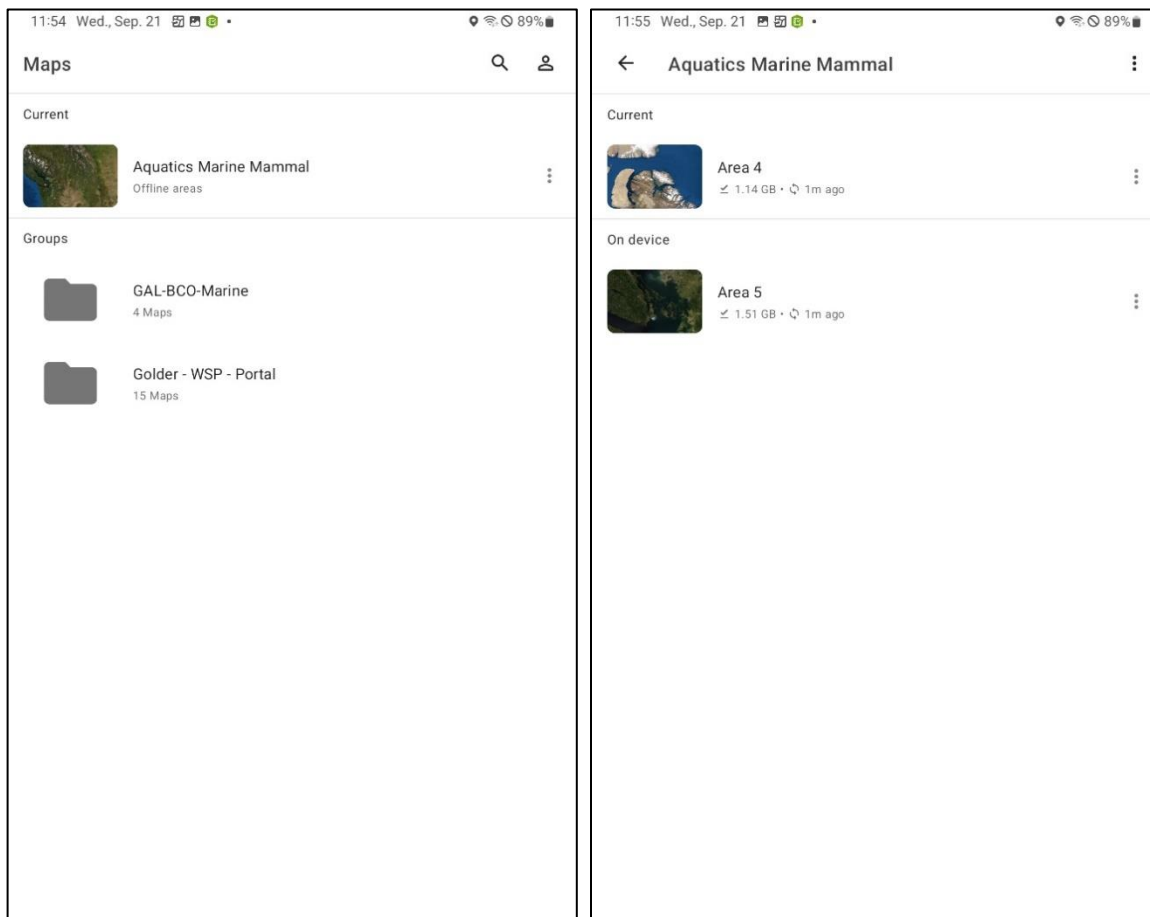 11:54 Wed., Sep. 21
89%
Maps
Current
Aquatics Marine Mammal
Offline areas
Groups
GAL-BCO-Marine
4 Maps
Golder - WSP - Portal
15 Maps
11:55 Wed., Sep. 21
89%
Aquatics Marine Mammal
Current
Area 4
1.14 GB • 1m ago
On device
Area 5
1.51 GB • 1m ago